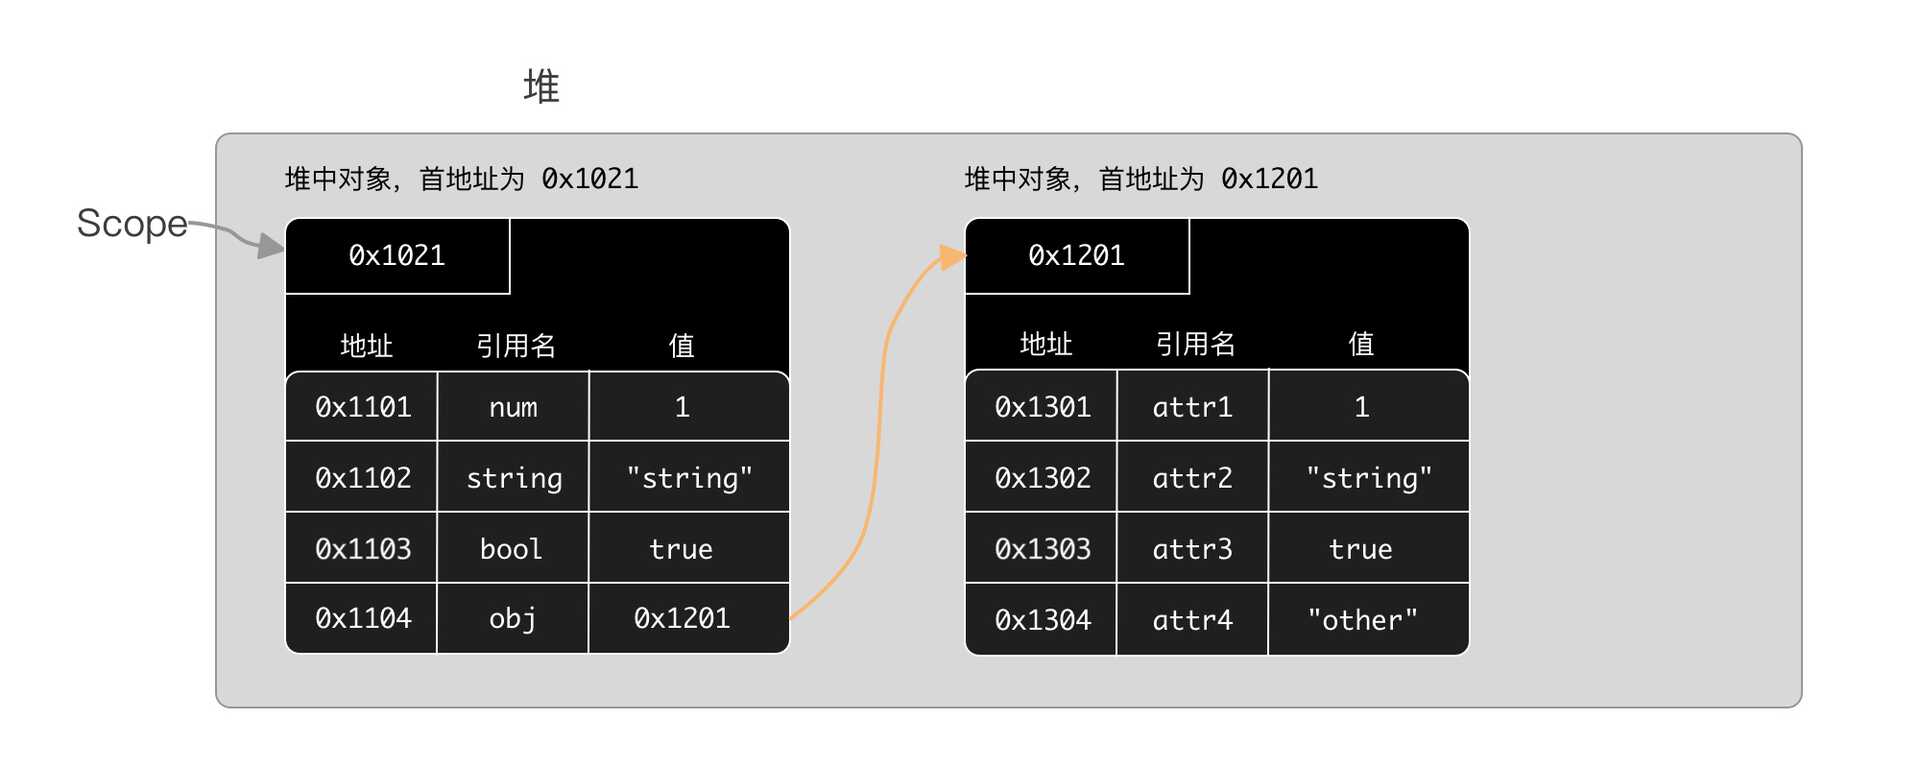 堆
Scope
堆中对象，首地址为 0x1021
0x1021
地址 引用名 值
0x1101 num 1
0x1102 string "string"
0x1103 bool true
0x1104 obj 0x1201
堆中对象，首地址为 0x1201
0x1201
地址 引用名 值
0x1301 attr1 1
0x1302 attr2 "string"
0x1303 attr3 true
0x1304 attr4 "other"